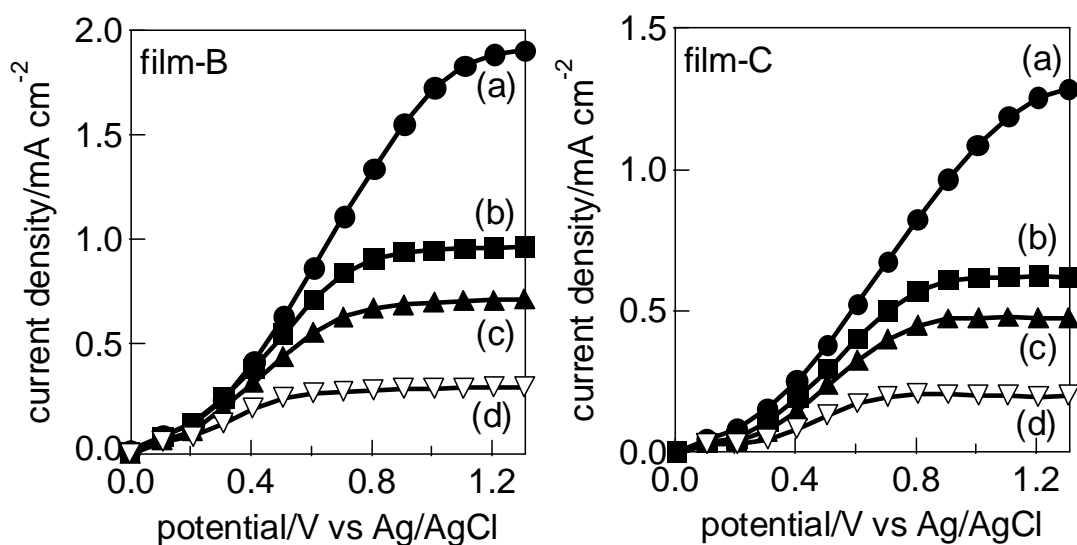 film-B
current density/mA cm-2
2.0
1.5
1.0
0.5
0.0
(a)
(b)
(c)
(d)
0.0 0.4 0.8 1.2
potential/V vs Ag/AgCl
film-C
current density/mA cm-2
1.5
1.0
0.5
0.0
(a)
(b)
(c)
(d)
0.0 0.4 0.8 1.2
potential/V vs Ag/AgCl